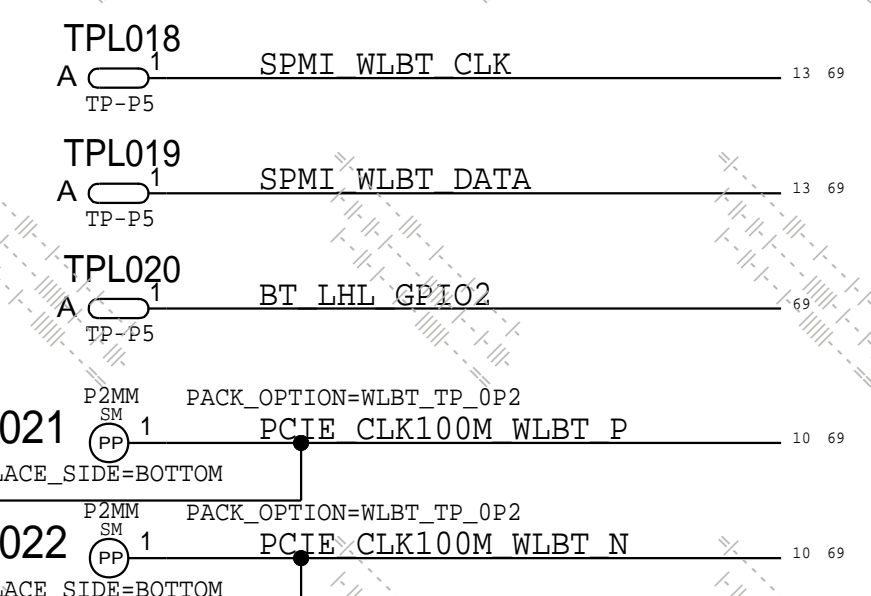 TPL018
A 1 SPMI_WLBT_CLK 13 69
TP-P5
TPL019
A 1 SPMI_WLBT_DATA 13 69
TP-P5
TPL020
A 1 BT_LHL_GPIO2 69
TP-P5
P2MM PACK_OPTION=WLBT_TP_0P2
SM
021 PP 1 PCIE_CLK100M_WLBT_P 10 69
LACE_SIDE=BOTTOM
P2MM PACK_OPTION=WLBT_TP_0P2
SM
022 PP 1 PCIE_CLK100M_WLBT_N 10 69
LACE_SIDE=BOTTOM